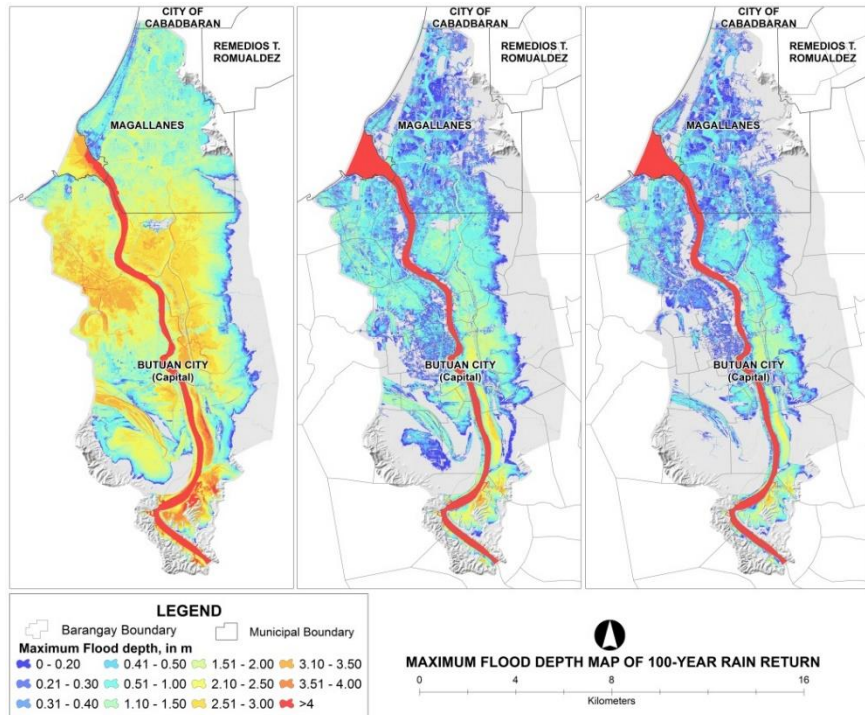 CITY OF
CABADBARAN
REMEDIOS T.
ROMUALDEZ
MAGALLANES
BUTUAN CITY
(Capital)
CITY OF
CABADBARAN
REMEDIOS T.
ROMUALDEZ
MAGALLANES
BUTUAN CITY
(Capital)
CITY OF
CABADBARAN
REMEDIOS T.
ROMUALDEZ
MAGALLANES
BUTUAN CITY
(Capital)
LEGEND
Barangay Boundary Municipal Boundary
Maximum Flood depth, in m
0 - 0.20 0.41 - 0.50 1.51 - 2.00 3.10 - 3.50
0.21 - 0.30 0.51 - 1.00 2.10 - 2.50 3.51 - 4.00
0.31 - 0.40 1.10 - 1.50 2.51 - 3.00 >4
MAXIMUM FLOOD DEPTH MAP OF 100-YEAR RAIN RETURN
0 4 8 16
Kilometers